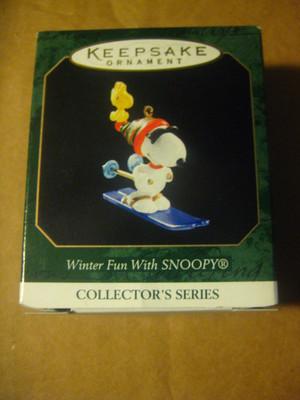 KEEPSAKE
ORNAMENT
Winter Fun With SNOOPY®
COLLECTOR'S SERIES